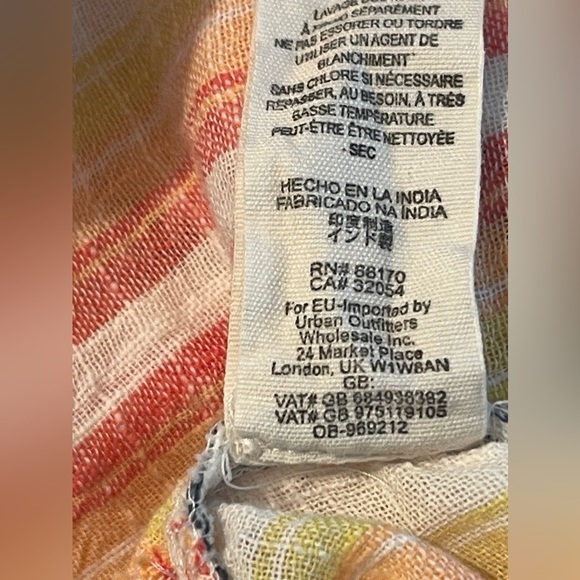 LAVAGE
À SÉPARÉMENT
NE PAS ESSORER OU TORDRE
UTILISER UN AGENT DE
BLANCHIMENT
SANS CHLORE SI NÉCESSAIRE
REPASSER, AU BESOIN, À TRÈS
BASSE TEMPÉRATURE
PEUT-ÊTRE ÊTRE NETTOYÉE
- SEC
HECHO EN LA INDIA
FABRICADO NA INDIA
印度制造
インド製
RN# 66170
CA# 32054
For EU-Imported by
Urban Outfitters
Wholesale Inc.
24 Market Place
London, UK W1W8AN
GB:
VAT# GB 684938382
VAT# GB 975119105
OB-969212